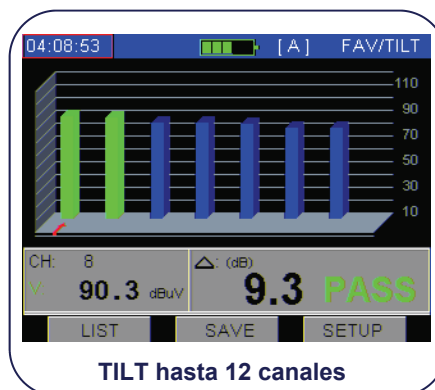 04:08:53 [ A ] FAV/TILT
110
90
70
50
30
10
CH: 8
V 90.3 dBuV
△: (dB)
9.3 PASS
LIST SAVE SETUP
TILT hasta 12 canales